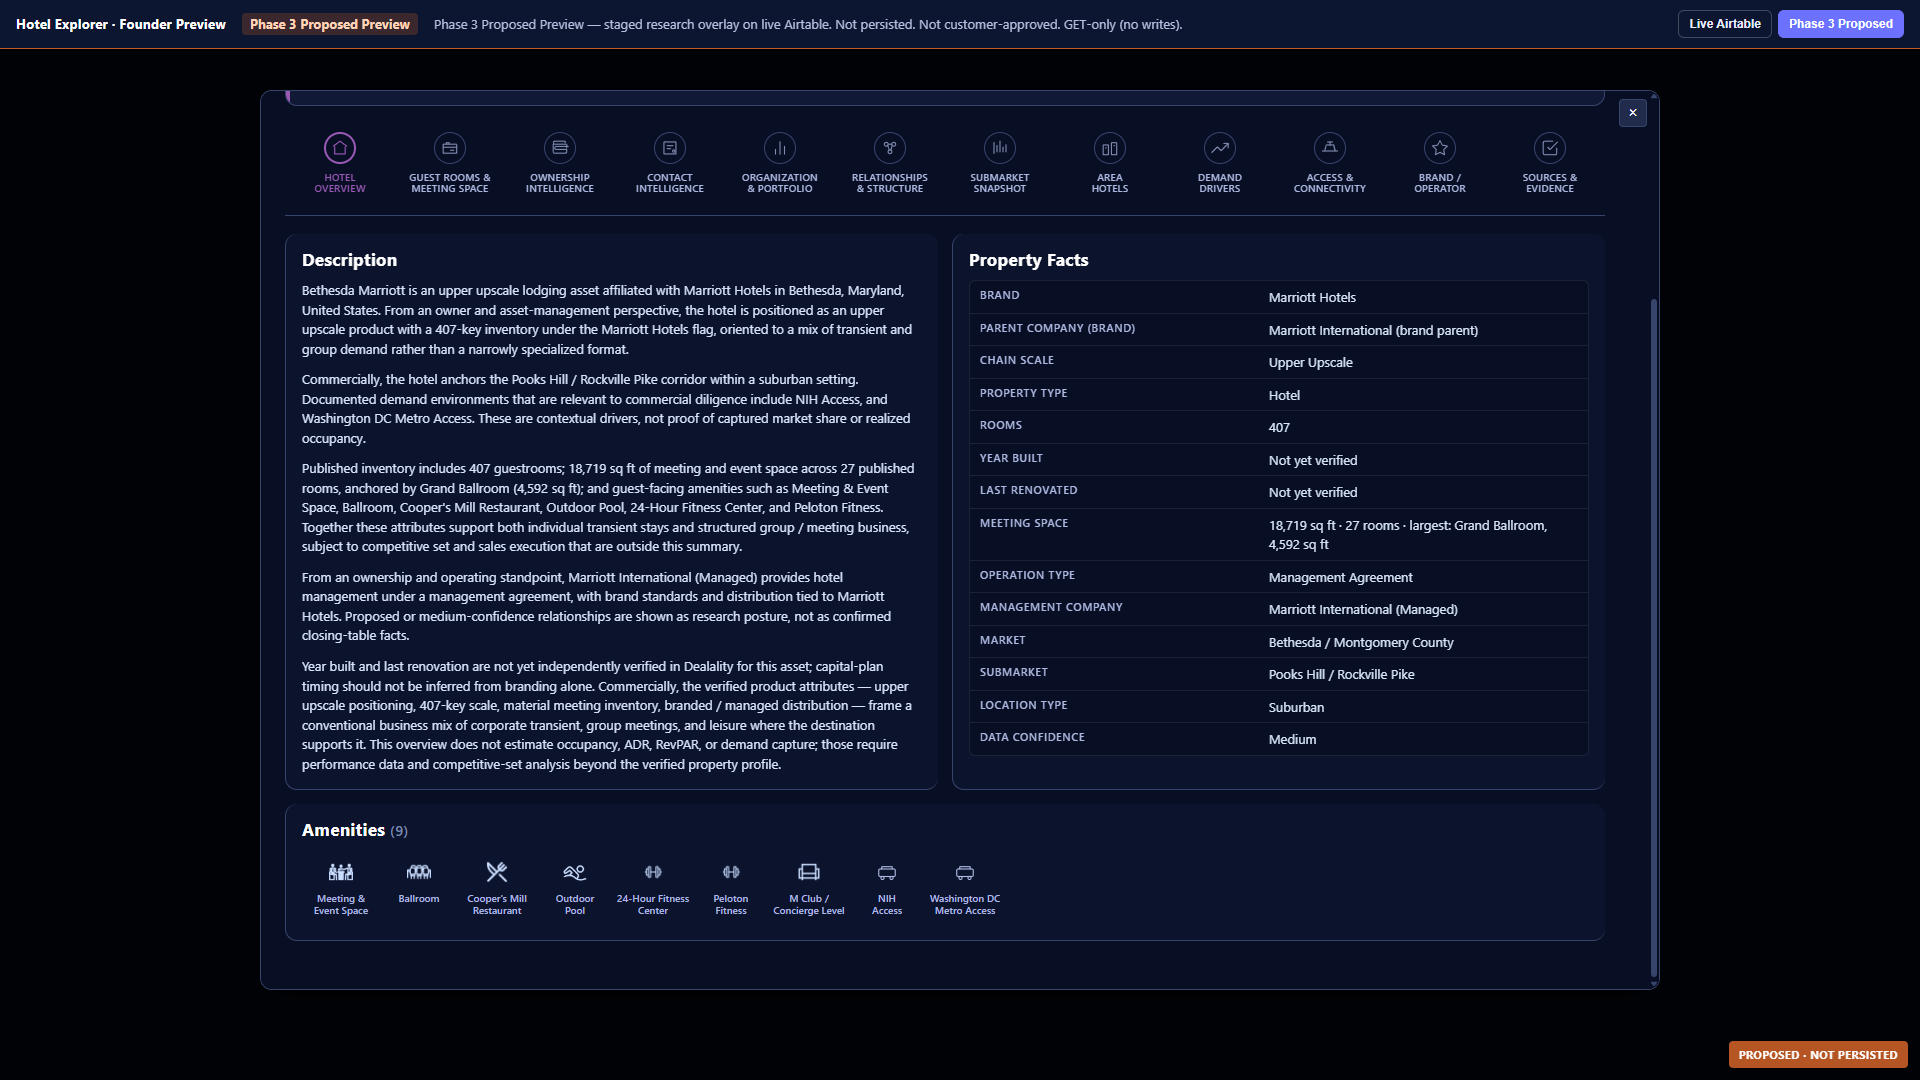 Hotel Explorer · Founder Preview
Phase 3 Proposed Preview
Phase 3 Proposed Preview — staged research overlay on live Airtable. Not persisted. Not customer-approved. GET-only (no writes).
Live Airtable
Phase 3 Proposed
×
HOTEL
OVERVIEW
GUEST ROOMS &
MEETING SPACE
OWNERSHIP
INTELLIGENCE
CONTACT
INTELLIGENCE
ORGANIZATION
& PORTFOLIO
RELATIONSHIPS
& STRUCTURE
SUBMARKET
SNAPSHOT
AREA
HOTELS
DEMAND
DRIVERS
ACCESS &
CONNECTIVITY
BRAND /
OPERATOR
SOURCES &
EVIDENCE
Description
Bethesda Marriott is an upper upscale lodging asset affiliated with Marriott Hotels in Bethesda, Maryland,
United States. From an owner and asset-management perspective, the hotel is positioned as an upper
upscale product with a 407-key inventory under the Marriott Hotels flag, oriented to a mix of transient and
group demand rather than a narrowly specialized format.
Commercially, the hotel anchors the Pooks Hill / Rockville Pike corridor within a suburban setting.
Documented demand environments that are relevant to commercial diligence include NIH Access, and
Washington DC Metro Access. These are contextual drivers, not proof of captured market share or realized
occupancy.
Published inventory includes 407 guestrooms; 18,719 sq ft of meeting and event space across 27 published
rooms, anchored by Grand Ballroom (4,592 sq ft); and guest-facing amenities such as Meeting & Event
Space, Ballroom, Cooper's Mill Restaurant, Outdoor Pool, 24-Hour Fitness Center, and Peloton Fitness.
Together these attributes support both individual transient stays and structured group / meeting business,
subject to competitive set and sales execution that are outside this summary.
From an ownership and operating standpoint, Marriott International (Managed) provides hotel
management under a management agreement, with brand standards and distribution tied to Marriott
Hotels. Proposed or medium-confidence relationships are shown as research posture, not as confirmed
closing-table facts.
Year built and last renovation are not yet independently verified in Dealality for this asset; capital-plan
timing should not be inferred from branding alone. Commercially, the verified product attributes — upper
upscale positioning, 407-key scale, material meeting inventory, branded / managed distribution — frame a
conventional business mix of corporate transient, group meetings, and leisure where the destination
supports it. This overview does not estimate occupancy, ADR, RevPAR, or demand capture; those require
performance data and competitive-set analysis beyond the verified property profile.
Property Facts
BRAND Marriott Hotels
PARENT COMPANY (BRAND) Marriott International (brand parent)
CHAIN SCALE Upper Upscale
PROPERTY TYPE Hotel
ROOMS 407
YEAR BUILT Not yet verified
LAST RENOVATED Not yet verified
MEETING SPACE 18,719 sq ft · 27 rooms · largest: Grand Ballroom,
4,592 sq ft
OPERATION TYPE Management Agreement
MANAGEMENT COMPANY Marriott International (Managed)
MARKET Bethesda / Montgomery County
SUBMARKET Pooks Hill / Rockville Pike
LOCATION TYPE Suburban
DATA CONFIDENCE Medium
Amenities (9)
Meeting &
Event Space
Ballroom
Cooper's Mill
Restaurant
Outdoor
Pool
24-Hour Fitness
Center
Peloton
Fitness
M Club /
Concierge Level
NIH
Access
Washington DC
Metro Access
PROPOSED · NOT PERSISTED